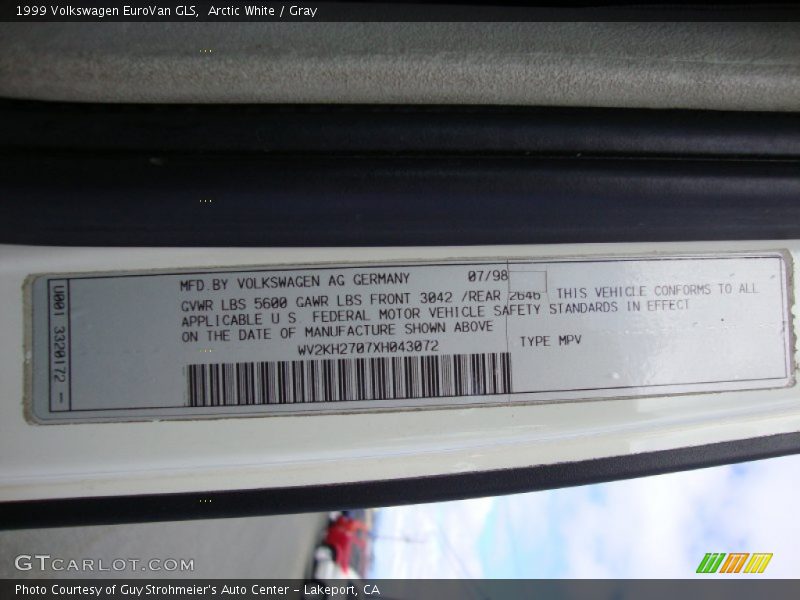 1999 Volkswagen EuroVan GLS,  Arctic White / Gray
MFD BY VOLKSWAGEN AG GERMANY 07/98
GVWR LBS 5600 GAWR LBS FRONT 3042 /REAR 2646 THIS VEHICLE CONFORMS TO ALL
APPLICABLE U S. FEDERAL MOTOR VEHICLE SAFETY STANDARDS IN EFFECT
ON THE DATE OF MANUFACTURE SHOWN ABOVE
WV2KH2707XH043072 TYPE MPV
U001 3320172 -
GTCARLOT.COM
Photo Courtesy of Guy Strohmeier's Auto Center – Lakeport, CA